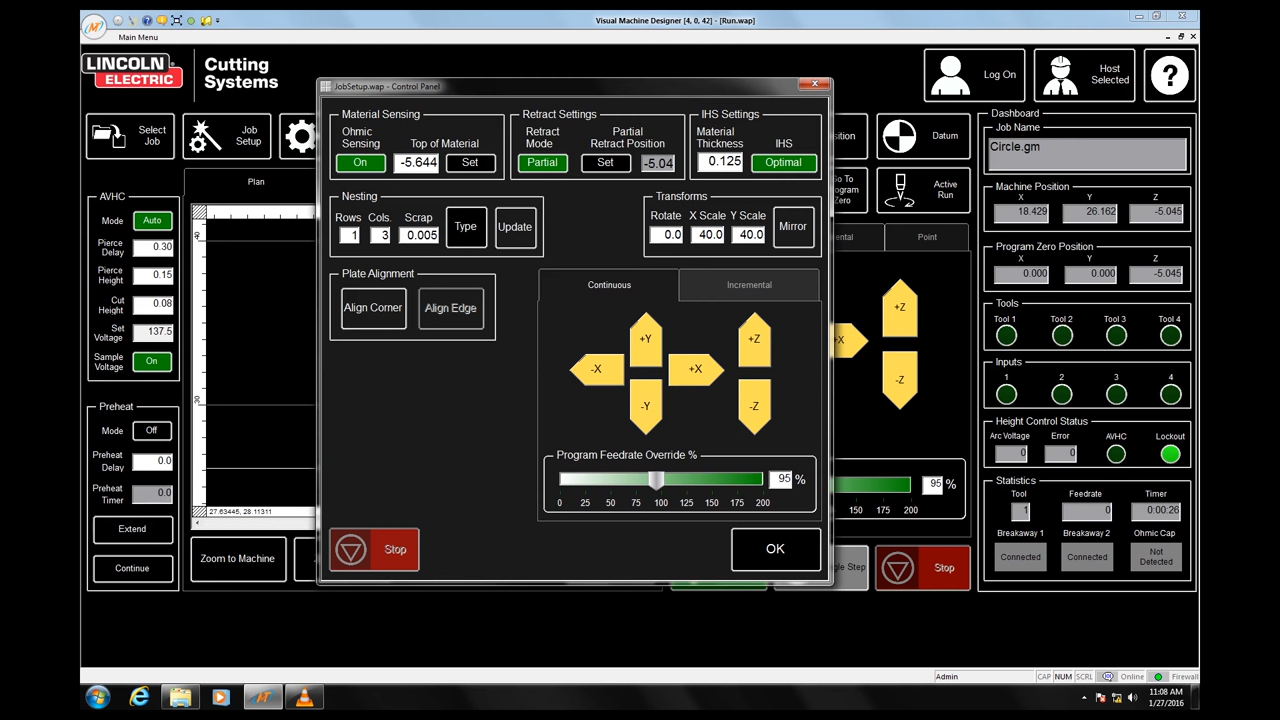 Visual Machine Designer [4, 0, 42] - [Run.wap]
Main Menu
LINCOLN
ELECTRIC
Cutting
Systems
Log On
Host
Selected
?
Select
Job
Job
Setup
Datum
Go To
Program
Zero
Active
Run
Plan
Point
AVHC
Mode Auto
Pierce
Delay 0.30
Pierce
Height 0.15
Cut
Height 0.08
Set
Voltage 137.5
Sample
Voltage On
Preheat
Mode Off
Preheat
Delay 0.0
Preheat
Timer 0.0
Extend
Continue
40
30
27.63445, 28.11311
Zoom to Machine
JobSetup.wap - Control Panel
Material Sensing
Ohmic
Sensing Top of Material
On -5.644 Set
Retract Settings
Retract
Mode
Partial
Retract Position
Partial Set -5.04
IHS Settings
Material
Thickness IHS
0.125 Optimal
Nesting
Rows Cols. Scrap
1 3 0.005 Type Update
Transforms
Rotate X Scale Y Scale
0.0 40.0 40.0 Mirror
Plate Alignment
Align Corner Align Edge
Continuous Incremental
+Y
-X +X
-Y
+Z
-Z
Program Feedrate Override %
95 %
0 25 50 75 100 125 150 175 200
Stop
OK
+X
+Z
-Z
95 %
150 175 200
Step
Stop
Dashboard
Job Name
Circle.gm
Machine Position
X Y Z
18.429 26.162 -5.045
Program Zero Position
X Y Z
0.000 0.000 -5.045
Tools
Tool 1 Tool 2 Tool 3 Tool 4
Inputs
1 2 3 4
Height Control Status
Arc Voltage Error AVHC Lockout
0 0
Statistics
Tool Feedrate Timer
1 0 0:00:26
Breakaway 1 Breakaway 2 Ohmic Cap
Connected Connected Not
Detected
Admin CAP NUM SCRL Online Firewall
11:08 AM
1/27/2016